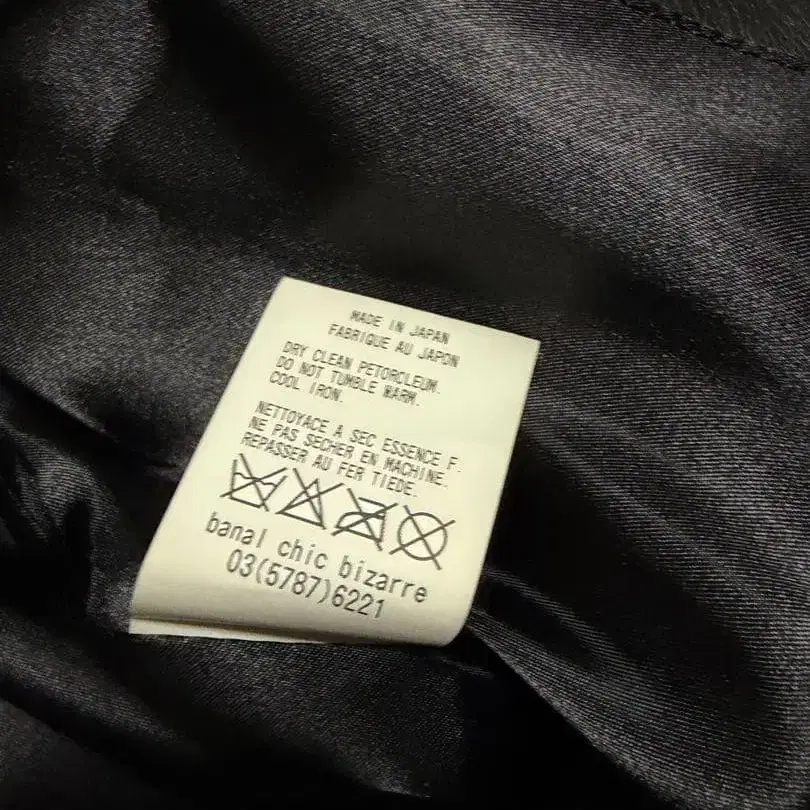 MADE IN JAPAN
FABRIQUE AU JAPON
DRY CLEAN PETORCLEUM.
DO NOT TUMBLE WARM.
COOL IRON.
NETTOYACE A SEC ESSENCE F.
NE PAS SECHER EN MACHINE.
REPASSER AU FER TIEDE.
banal chic bizarre
03(5787)6221